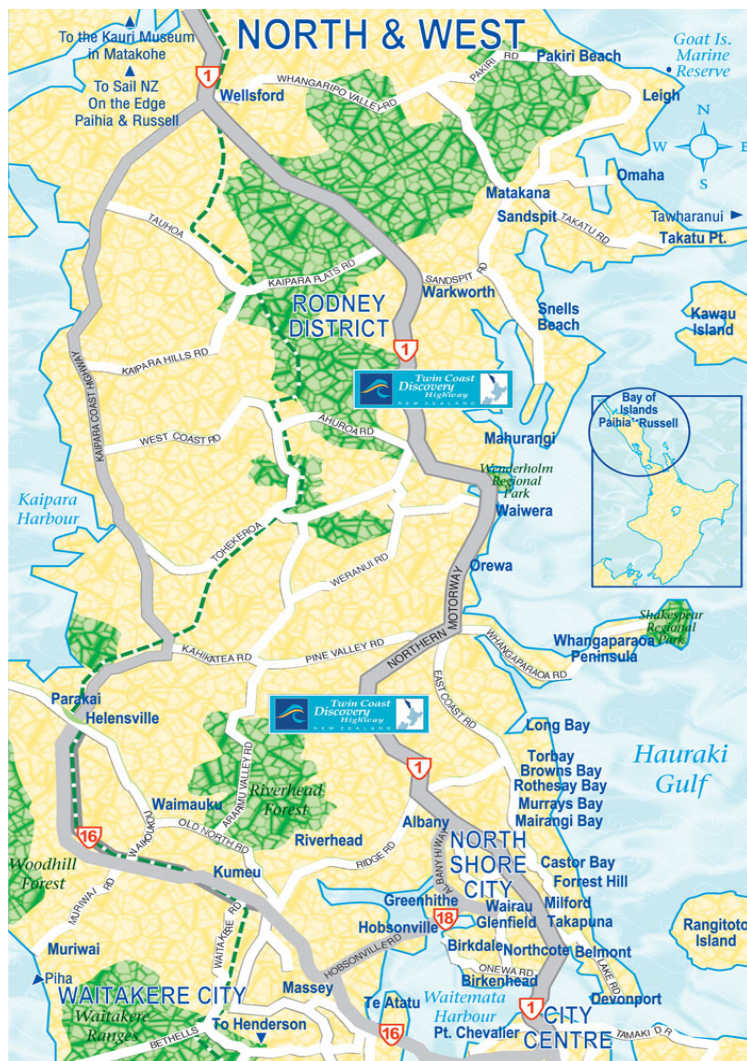 NORTH & WEST
To the Kauri Museum
in Matakohe
To Sail NZ
On the Edge
Paihia & Russell
1
Wellsford
WHANGARIPO VALLEY RD
PAKIRI RD
Pakiri Beach
Goat Is.
Marine
Reserve
Leigh
N
W
E
S
Omaha
Matakana
Sandspit
TAKATU RD
Tawharanui
Takatu Pt.
TAUHOA
KAIPARA FLATS RD
SANDSPIT RD
Warkworth
RODNEY
DISTRICT
Snells
Beach
Kawau
Island
1
KAIPARA HILLS RD
KAIPARA COAST HIGHWAY
Twin Coast
Discovery
Highway
NEW ZEALAND
Bay of
Islands
Paihia
Russell
WEST COAST RD
AHUROA RD
Mahurangi
Wenderholm
Regional
Park
Waiwera
Kaipara
Harbour
TOHEKEROA
WERANUI RD
Orewa
NORTHERN MOTORWAY
Shakespear
Regional
Park
KAHIKATEA RD
PINE VALLEY RD
WHANGAPARAOA RD
Whangaparaoa
Peninsula
EAST COAST RD
Parakai
Helensville
Twin Coast
Discovery
Highway
NEW ZEALAND
Long Bay
Hauraki
Gulf
Torbay
Browns Bay
Rothesay Bay
Murrays Bay
Mairangi Bay
1
Waimauku
Riverhead
Forest
ARARMU VALLEY RD
OLD NORTH RD
WAIKOUKOU
16
Riverhead
Albany
RIDGE RD
ALBANY H/WAY
NORTH
SHORE
CITY
Woodhill
Forest
Kumeu
Castor Bay
Forrest Hill
Milford
Takapuna
Greenhithe
Wairau
Glenfield
18
Hobsonville
HOBSONVILLE RD
MURIWAI RD
WAITAKERE RD
Muriwai
Piha
Birkdale
Northcote
Belmont
ONEWA RD
Birkenhead
LAKE RD
Devonport
Rangitoto
Island
WAITAKERE CITY
Waitakere
Ranges
Massey
Te Atatu
Waitemata
Harbour
1
CITY
CENTRE
16
Pt. Chevalier
TAMAKI DR
To Henderson
BETHELLS